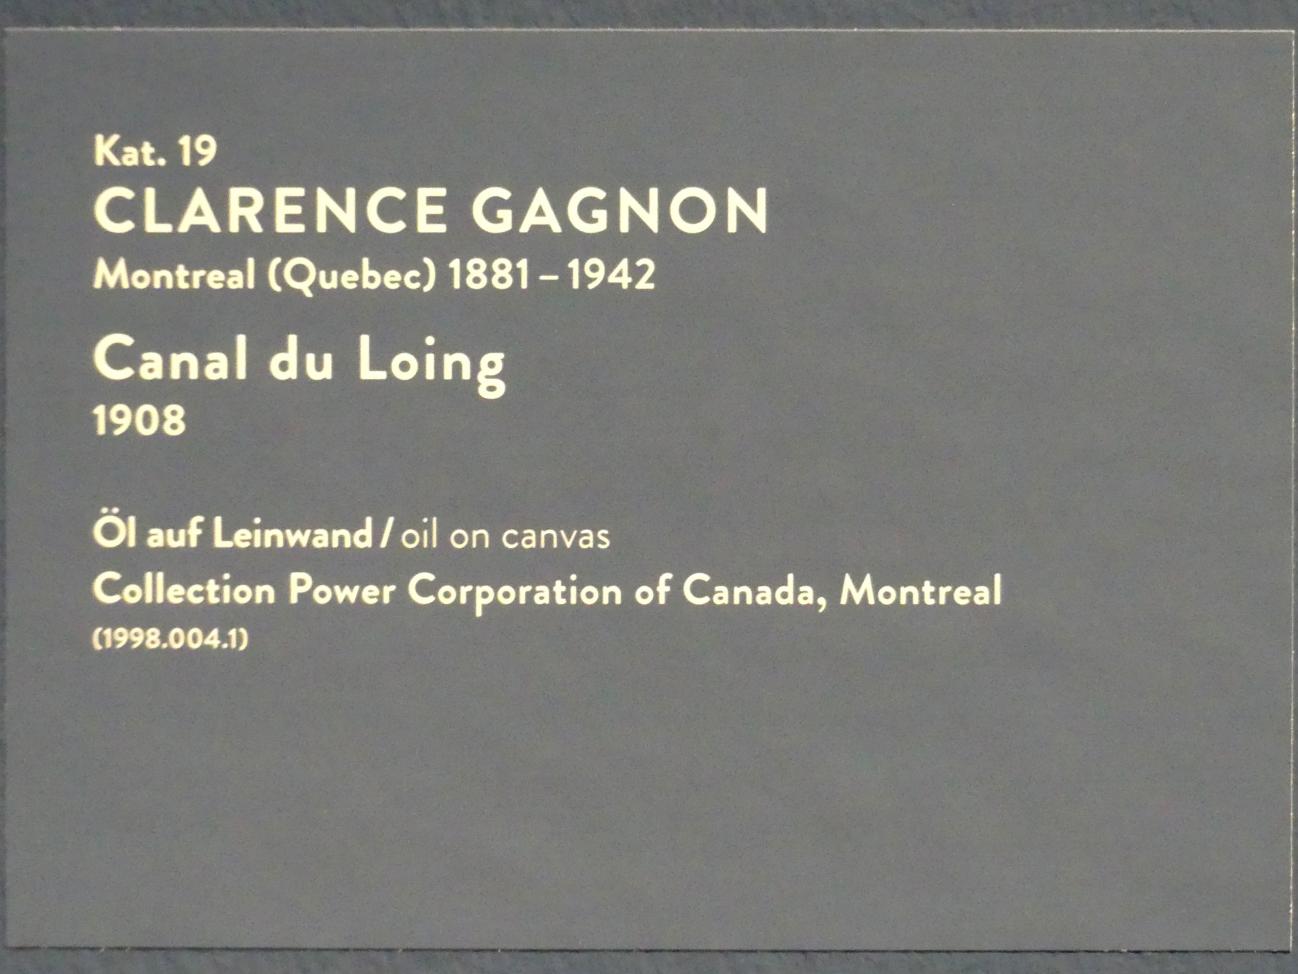 Kat. 19
CLARENCE GAGNON
Montreal (Quebec) 1881 – 1942
Canal du Loing
1908
Öl auf Leinwand / oil on canvas
Collection Power Corporation of Canada, Montreal
(1998.004.1)